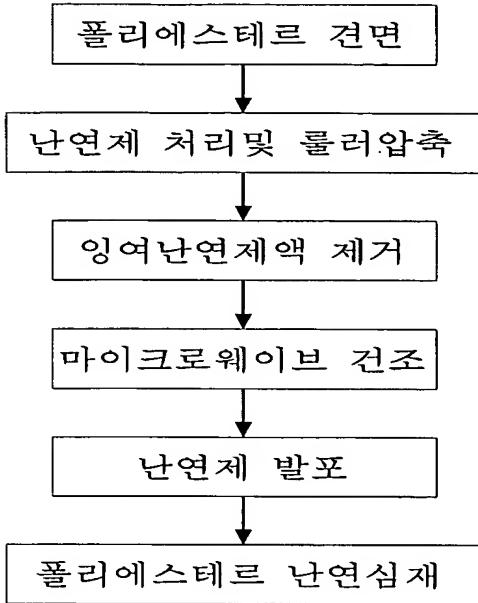 폴리에스테르 견면
난연제 처리및 룰러압축
잉여난연제액 제거
마이크로웨이브 건조
난연제 발포
폴리에스테르 난연심재